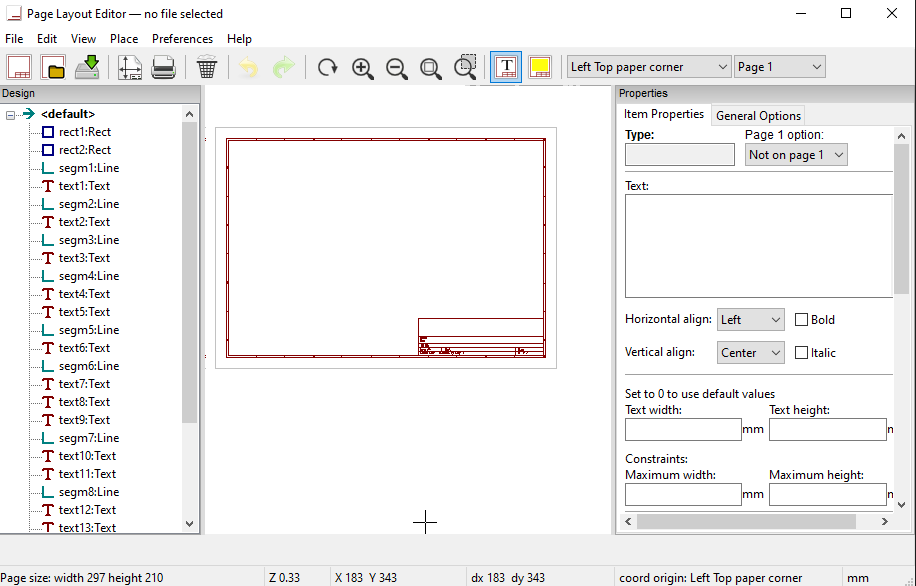 Page Layout Editor — no file selected
File Edit View Place Preferences Help
T Left Top paper corner Page 1
Design
<default>
rect1:Rect
rect2:Rect
segm1:Line
text1:Text
segm2:Line
text2:Text
segm3:Line
text3:Text
segm4:Line
text4:Text
text5:Text
segm5:Line
text6:Text
segm6:Line
text7:Text
text8:Text
text9:Text
segm7:Line
text10:Text
text11:Text
segm8:Line
text12:Text
text13:Text
Properties
Item Properties General Options
Type: Page 1 option:
Not on page 1
Text:
Horizontal align: Left Bold
Vertical align: Center Italic
Set to 0 to use default values
Text width: Text height:
mm
Constraints:
Maximum width: Maximum height:
mm
Page size: width 297 height 210 Z 0.33 X 183 Y 343 dx 183 dy 343 coord origin: Left Top paper corner mm